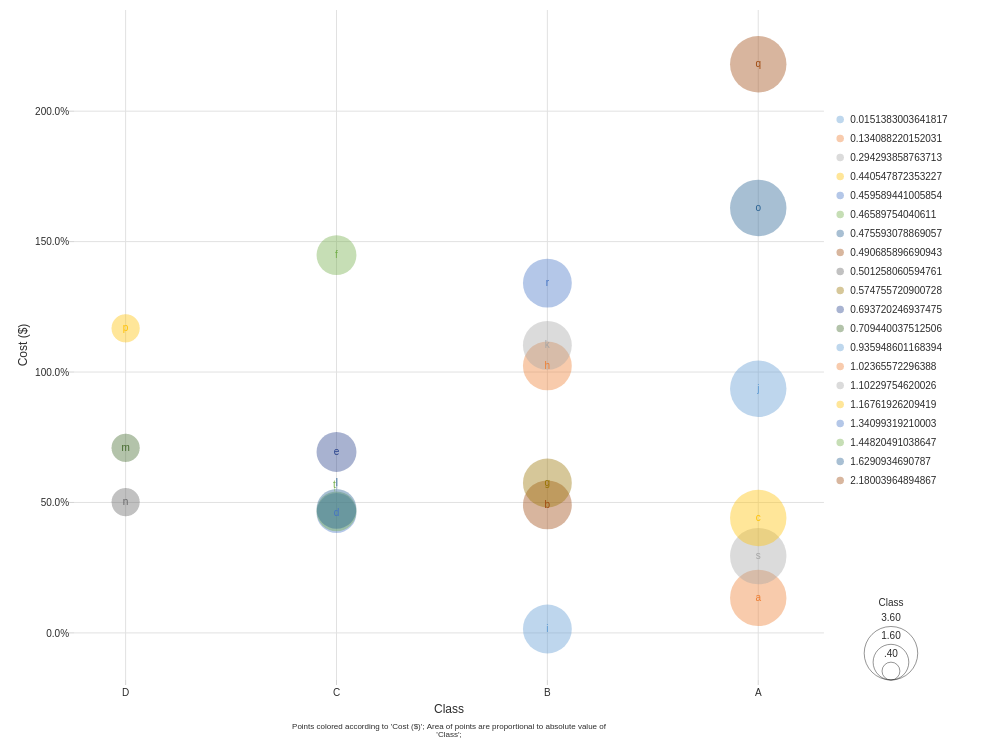 q
200.0%
0.0151383003641817
0.134088220152031
0.294293858763713
0.440547872353227
0.459589441005854
o
0.46589754040611
0.475593078869057
150.0%
f
0.490685896690943
0.501258060594761
r
0.574755720900728
0.693720246937475
p
0.709440037512506
k
Cost ($)
0.935948601168394
h
1.02365572296388
100.0%
j
1.10229754620026
1.16761926209419
1.34099319210003
m
e
1.44820491038647
1.6290934690787
g
2.18003964894867
t
l
n
50.0%
b
d
c
s
a
Class
3.60
i
0.0%
1.60
.40
D
C
B
A
Class
Points colored according to 'Cost ($)'; Area of points are proportional to absolute value of
'Class';